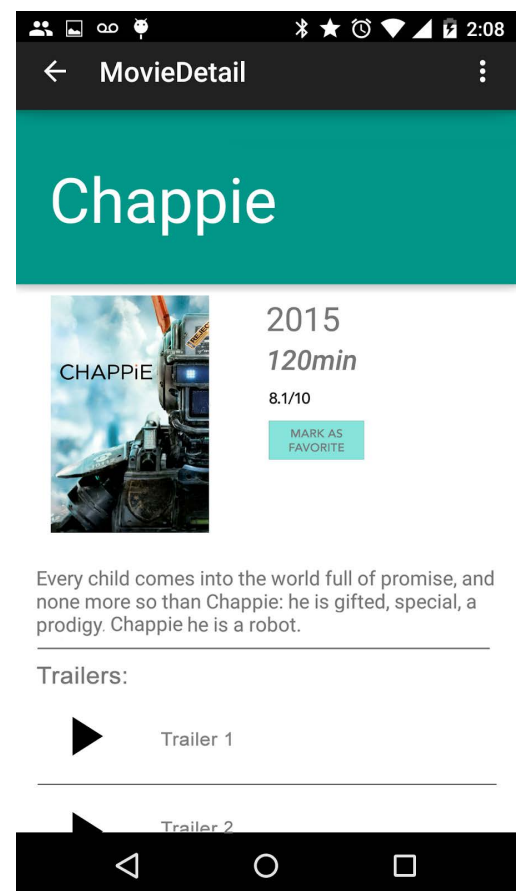 2:08
MovieDetail
Chappie
CHAPPiE
REJECT
2015
120min
8.1/10
MARK AS
FAVORITE
Every child comes into the world full of promise, and
none more so than Chappie: he is gifted, special, a
prodigy. Chappie he is a robot.
Trailers:
Trailer 1
Trailer 2